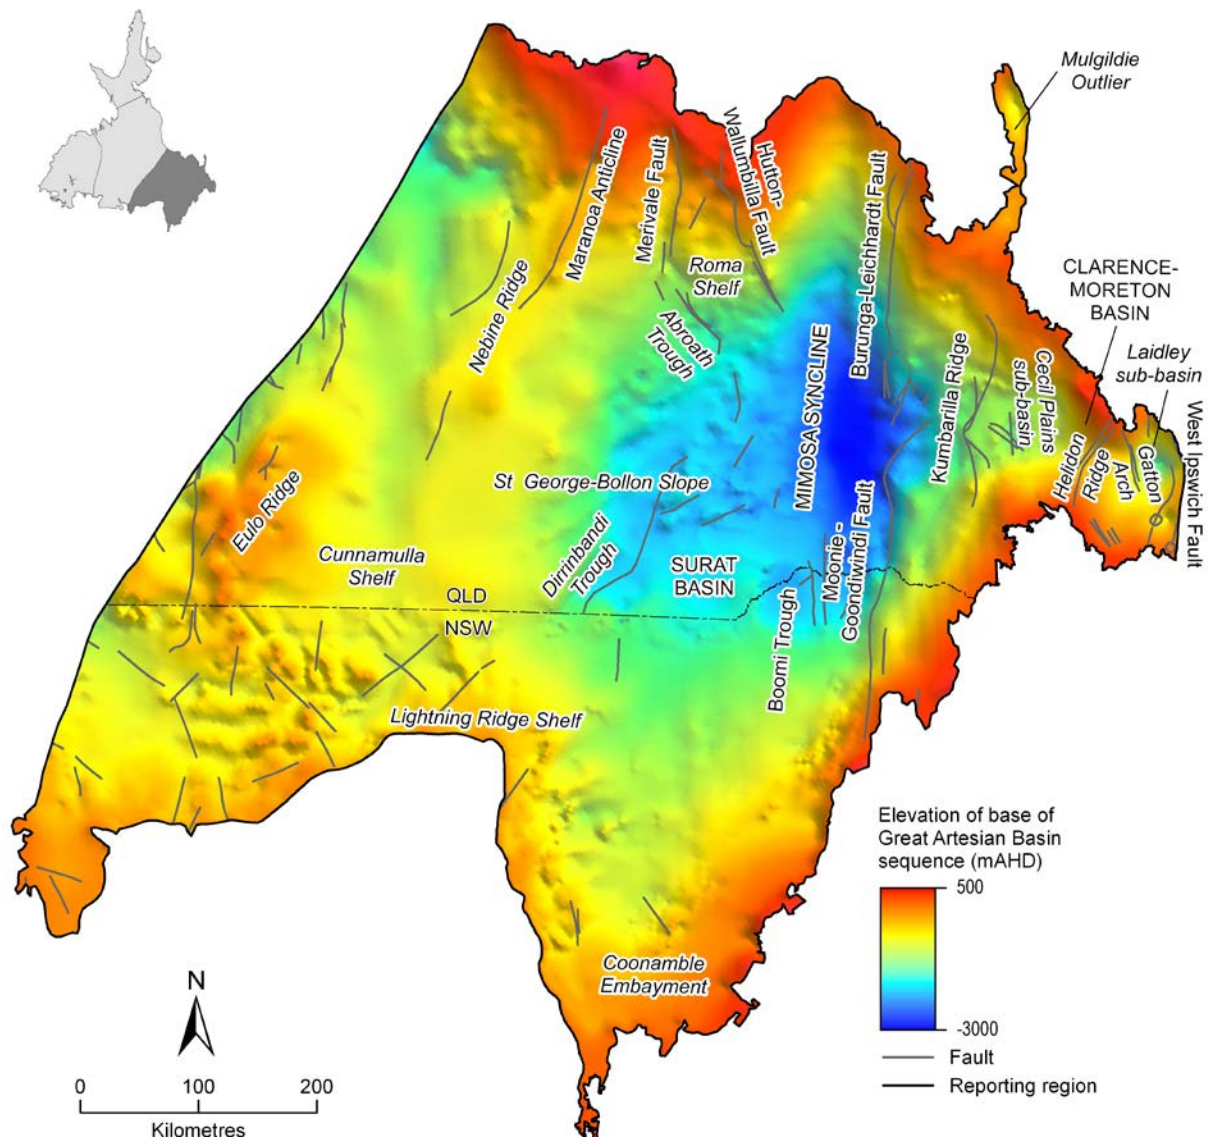 Mulgildie
Outlier
Hutton-
Wallumbilla Fault
Maranoa Anticline
Merivale Fault
Burunga-Leichhardt Fault
Roma
Shelf
CLARENCE-
MORETON
BASIN
Nebine Ridge
Abroath
Trough
Laidley
sub-basin
MIMOSA SYNCLINE
Kumbarilla Ridge
Cecil Plains
sub-basin
West Ipswich Fault
Helidon
Ridge
Gatton
Arch
Eulo Ridge
St George-Bollon Slope
Cunnamulla
Shelf
Dirrinbandi
Trough
SURAT
BASIN
Moonie -
Goondiwindi Fault
Boomi Trough
QLD
NSW
Lightning Ridge Shelf
Coonamble
Embayment
Elevation of base of
Great Artesian Basin
sequence (mAHD)
500
-3000
Fault
Reporting region
N
0 100 200
Kilometres